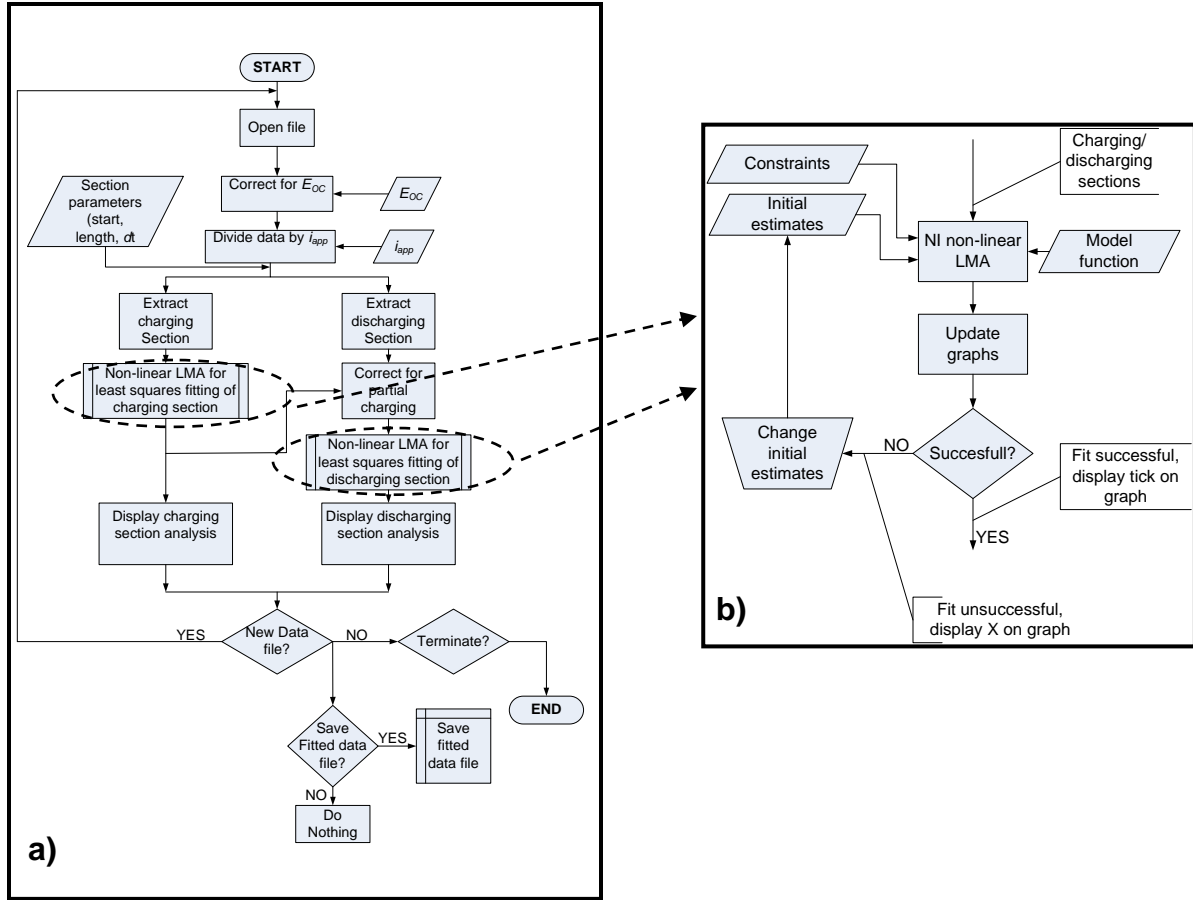 START
Open file
Correct for EOC
EOC
Section
parameters
(start,
length, dt
Divide data by iapp
iapp
Extract
charging
Section
Extract
discharging
Section
Non-linear LMA for
least squares fitting of
charging section
Correct for
partial
charging
Non-linear LMA for
least squares fitting of
discharging section
Display charging
section analysis
Display discharging
section analysis
YES
New Data
file?
NO
Terminate?
END
Save
Fitted data
file?
YES
Save
fitted
data file
NO
Do
Nothing
a)
Constraints
Charging/
discharging
sections
Initial
estimates
NI non-linear
LMA
Model
function
Update
graphs
Change
initial
estimates
NO
Succesfull?
Fit successful,
display tick on
graph
YES
b)
Fit unsuccessful,
display X on graph